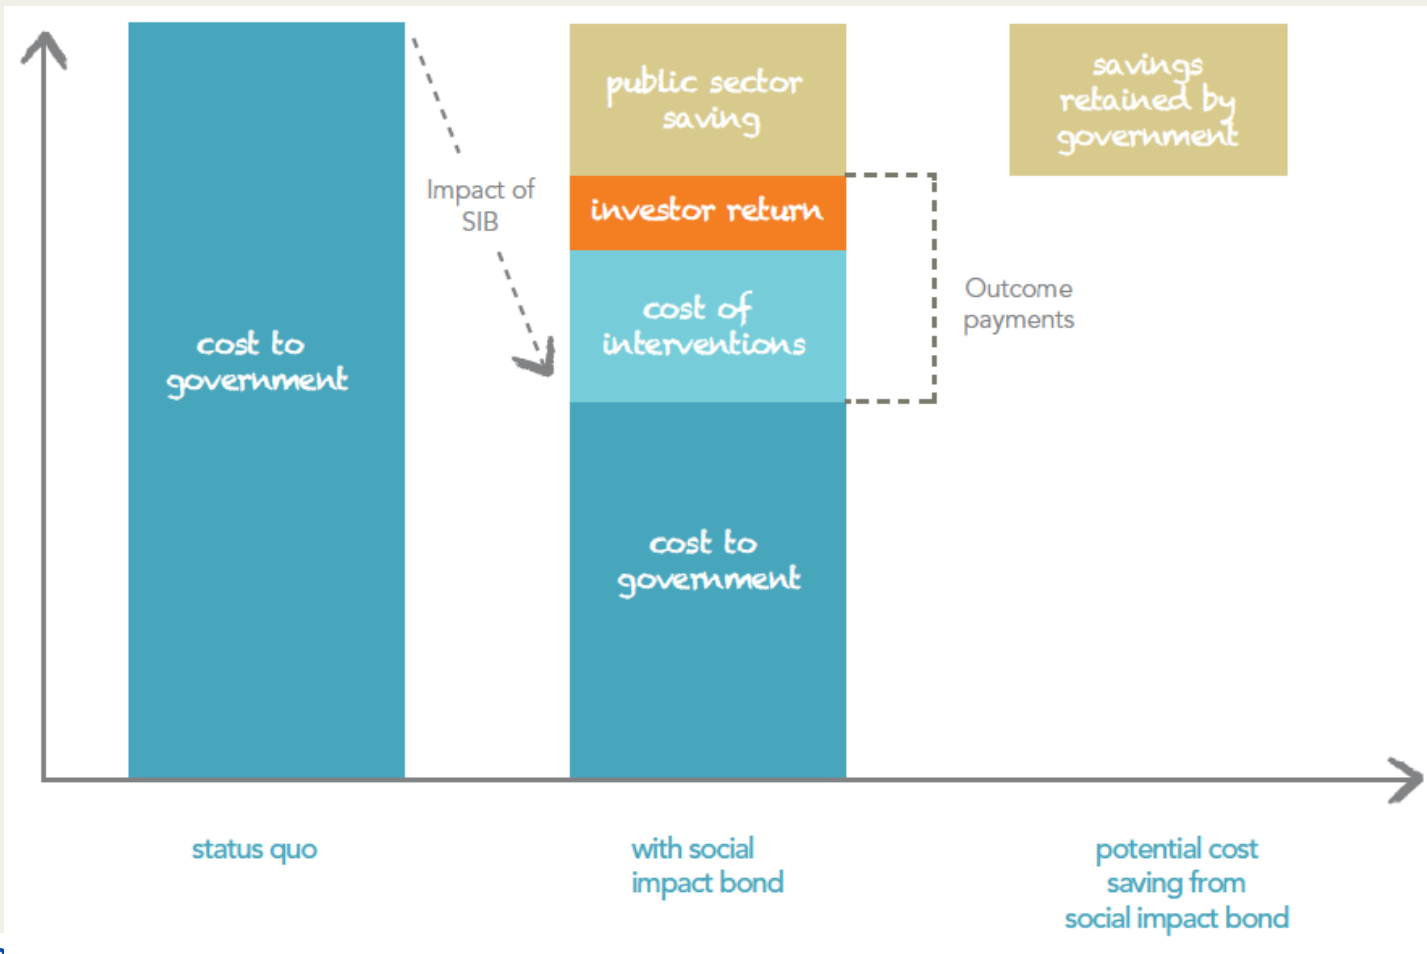 cost to
government
Impact of
SIB
public sector
saving
investor return
cost of
interventions
cost to
government
Outcome
payments
savings
retained by
government
status quo
with social
impact bond
potential cost
saving from
social impact bond